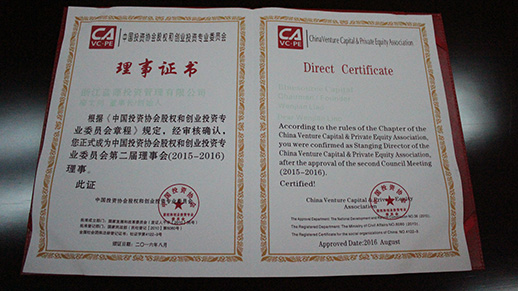 CA
VC·PE
中国投资协会股权和创业投资专业委员会
理事证书
根据《中国投资协会股权和创业投资专
业委员会章程》规定，经审核确认，
您正式成为中国投资协会股权和创业投资专
业委员会第二届理事会(2015-2016)
理事。
此证
中国投资协会股权和创业投资专业委员会
颁证日期:二〇一六年八月
CA
VC·PE
China Venture Capital & Private Equity Association
Direct Certificate
According to the rules of the Chapter of the
China Venture Capital & Private Equity Association,
you were confirmed as Stanging Director of the
China Venture Capital & Private Equity Association,
after the approval of the second Council Meeting
(2015-2016).
Certified!
China Venture Capital & Private Equity
Association
Approved Date:2016 August